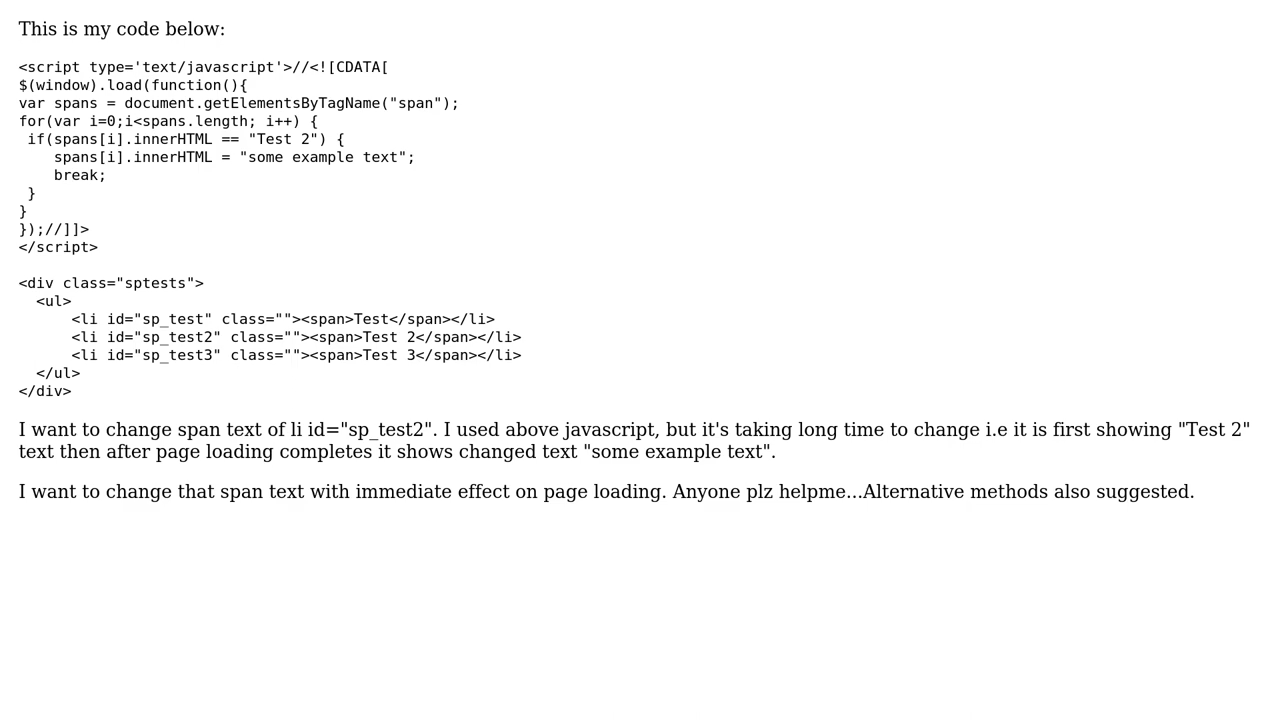 This is my code below:
<script type='text/javascript'>//<![CDATA[
$(window).load(function(){
var spans = document.getElementsByTagName("span");
for(var i=0;i<spans.length; i++) {
 if(spans[i].innerHTML == "Test 2") {
    spans[i].innerHTML = "some example text";
    break;
 }
}
});//]]>
</script>

<div class="sptests">
  <ul>
      <li id="sp_test" class=""><span>Test</span></li>
      <li id="sp_test2" class=""><span>Test 2</span></li>
      <li id="sp_test3" class=""><span>Test 3</span></li>
  </ul>
</div>
I want to change span text of li id="sp_test2". I used above javascript, but it's taking long time to change i.e it is first showing "Test 2"
text then after page loading completes it shows changed text "some example text".
I want to change that span text with immediate effect on page loading. Anyone plz helpme...Alternative methods also suggested.